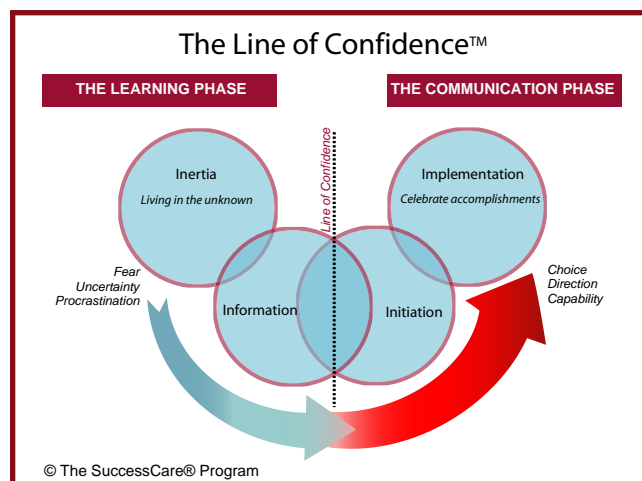 The Line of Confidence™
THE LEARNING PHASE
THE COMMUNICATION PHASE
Inertia
Living in the unknown
Line of Confidence
Implementation
Celebrate accomplishments
Fear
Uncertainty
Procrastination
Information
Initiation
Choice
Direction
Capability
© The SuccessCare® Program